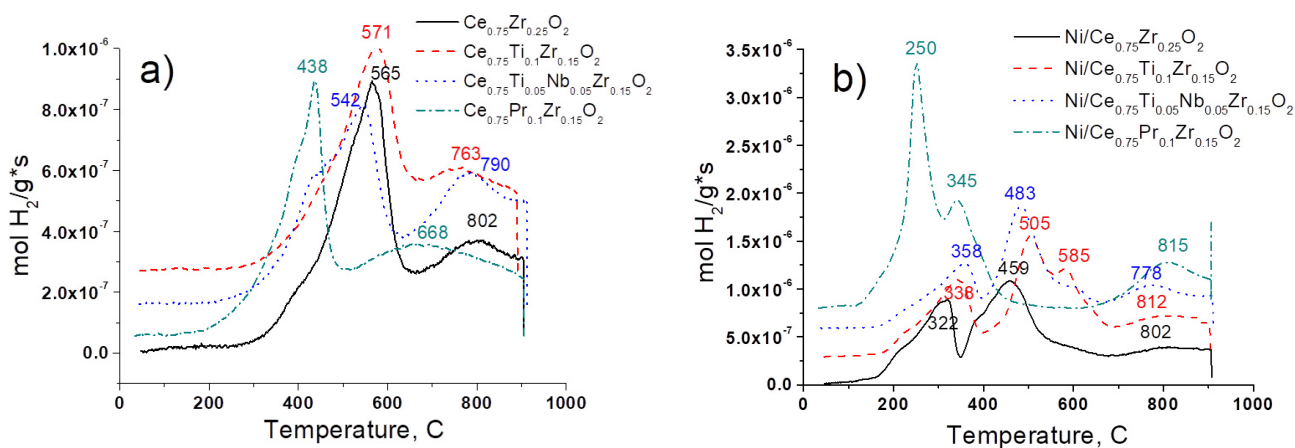 a)
Ce0.75Zr0.25O2
Ce0.75Ti0.1Zr0.15O2
Ce0.75Ti0.05Nb0.05Zr0.15O2
Ce0.75Pr0.1Zr0.15O2
438
542
571
565
763
790
802
668
1.0x10-6
8.0x10-7
6.0x10-7
4.0x10-7
2.0x10-7
0.0
mol H2/g*s
0 200 400 600 800 1000
Temperature, C
b)
Ni/Ce0.75Zr0.25O2
Ni/Ce0.75Ti0.1Zr0.15O2
Ni/Ce0.75Ti0.05Nb0.05Zr0.15O2
Ni/Ce0.75Pr0.1Zr0.15O2
250
345
483
505
358
459
585
815
778
338
812
322
802
3.5x10-6
3.0x10-6
2.5x10-6
2.0x10-6
1.5x10-6
1.0x10-6
5.0x10-7
0.0
mol H2/g*s
0 200 400 600 800 1000
Temperature, C